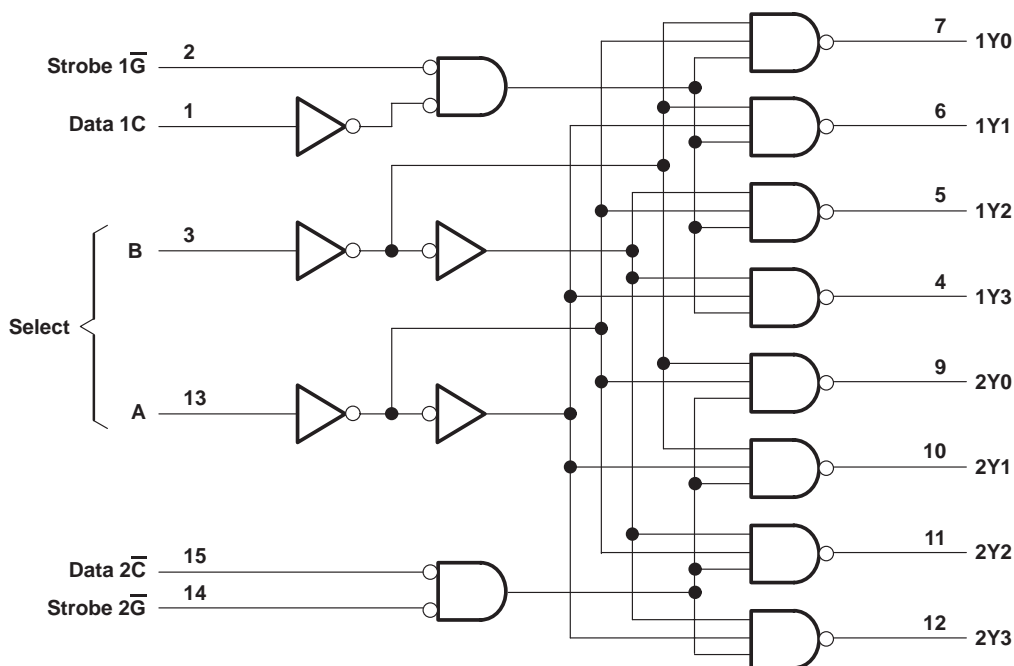 7
1Y0
2
Strobe 1G̅
1
Data 1C
6
1Y1
5
1Y2
3
B
4
1Y3
Select
9
2Y0
13
A
10
2Y1
15
Data 2C̅
11
2Y2
14
Strobe 2G̅
12
2Y3